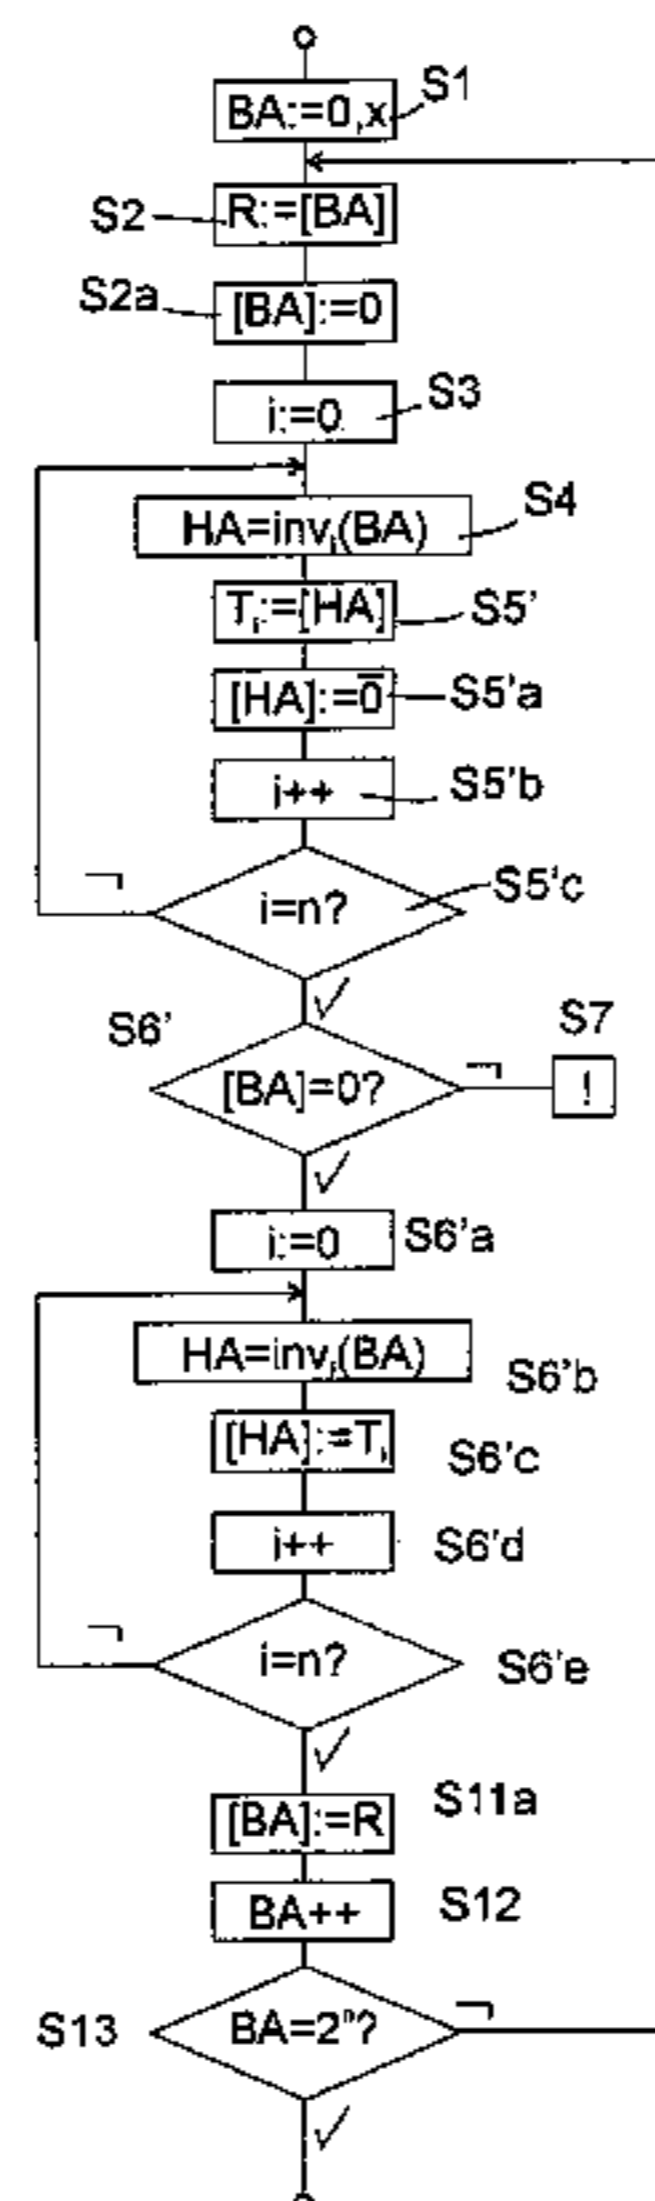 BA:=0,x
S1
S2
R:=[BA]
S2a
[BA]:=0
i:=0
S3
HA=invᵢ(BA)
S4
Tᵢ:=[HA]
S5'
[HA]:=0̅
S5'a
i++
S5'b
¬
i=n?
S5'c
✓
S6'
[BA]=0?
¬
S7
!
✓
i:=0
S6'a
HA=invᵢ(BA)
S6'b
[HA]:=Tᵢ
S6'c
i++
S6'd
¬
i=n?
S6'e
✓
[BA]:=R
S11a
BA++
S12
S13
BA=2ⁿ?
¬
✓